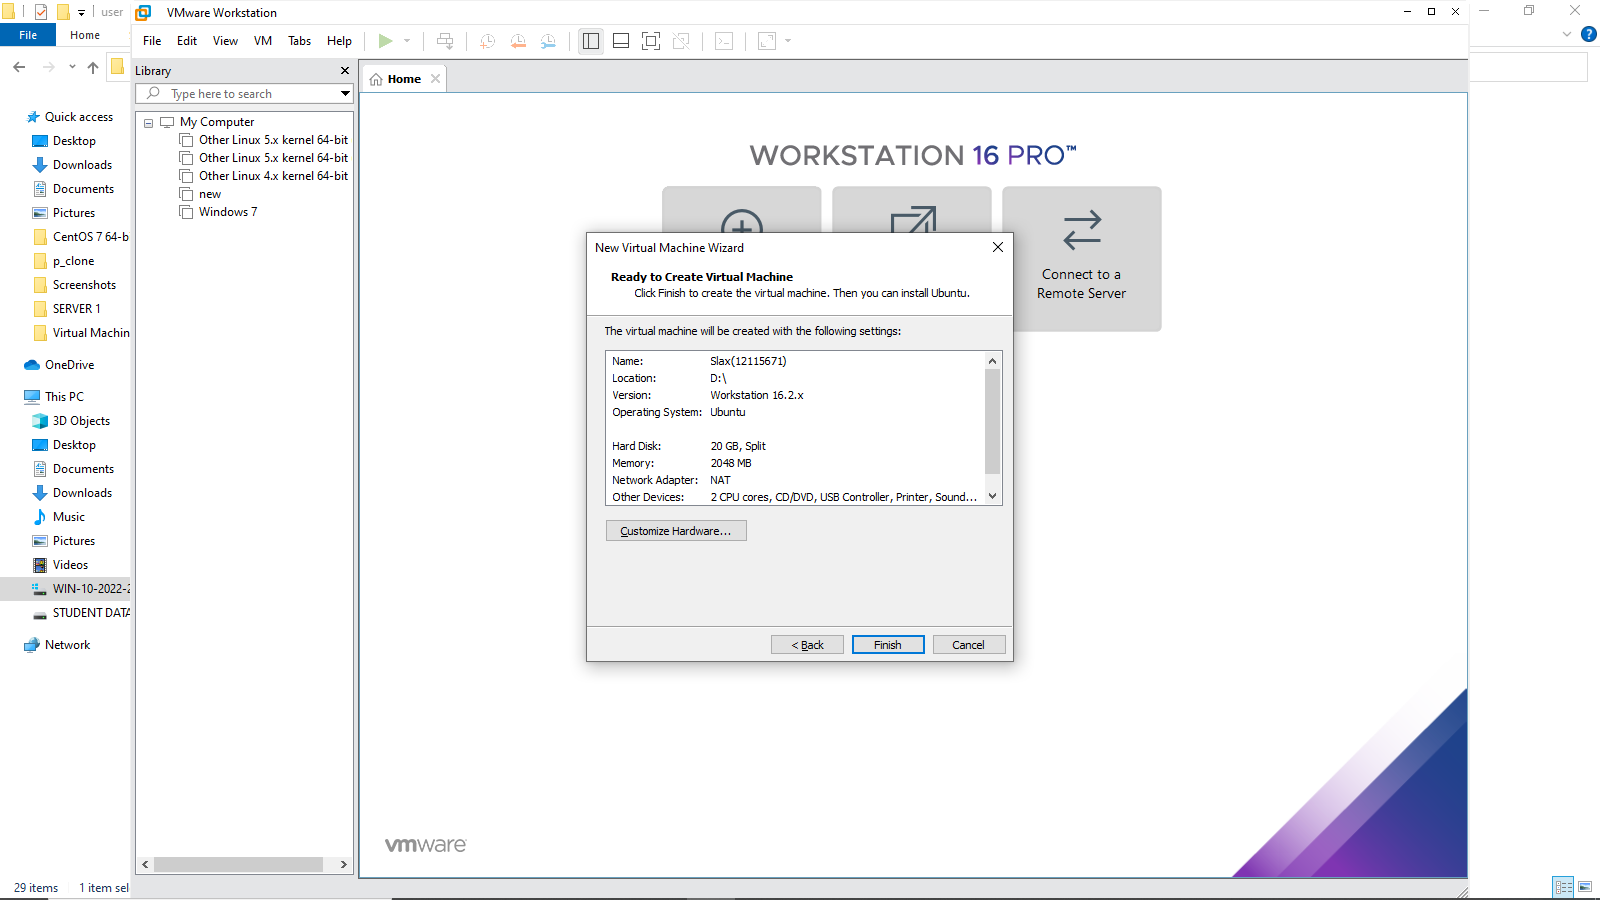 user
VMware Workstation
File
Home
File Edit View VM Tabs Help
Library
Type here to search
My Computer
Other Linux 5.x kernel 64-bit
Other Linux 5.x kernel 64-bit
Other Linux 4.x kernel 64-bit
new
Windows 7
Quick access
Desktop
Downloads
Documents
Pictures
CentOS 7 64-b
p_clone
Screenshots
SERVER 1
Virtual Machin
OneDrive
This PC
3D Objects
Desktop
Documents
Downloads
Music
Pictures
Videos
WIN-10-2022-2
STUDENT DATA
Network
29 items 1 item sel
Home
WORKSTATION 16 PRO™
Connect to a
Remote Server
New Virtual Machine Wizard
Ready to Create Virtual Machine
Click Finish to create the virtual machine. Then you can install Ubuntu.
The virtual machine will be created with the following settings:
Name: Slax(12115671)
Location: D:\
Version: Workstation 16.2.x
Operating System: Ubuntu
Hard Disk: 20 GB, Split
Memory: 2048 MB
Network Adapter: NAT
Other Devices: 2 CPU cores, CD/DVD, USB Controller, Printer, Sound...
Customize Hardware...
< Back Finish Cancel
vmware